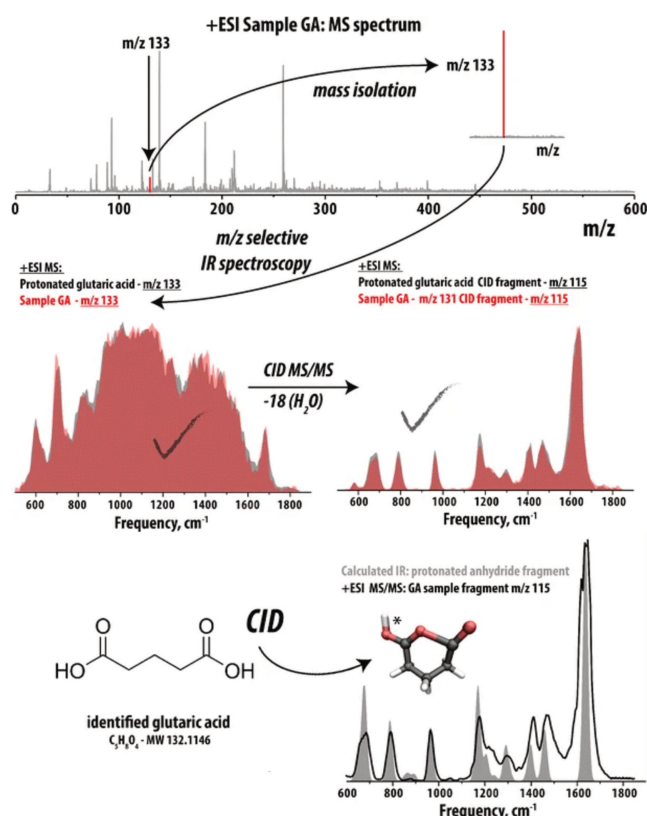 +ESI Sample GA: MS spectrum
m/z 133
m/z 133
mass isolation
m/z
0 100 200 300 400 500 600
m/z
m/z selective
IR spectroscopy
+ESI MS:
Protonated glutaric acid - m/z 133
Sample GA - m/z 133
+ESI MS:
Protonated glutaric acid CID fragment - m/z 115
Sample GA - m/z 131 CID fragment - m/z 115
CID MS/MS
-18 (H₂O)
600 800 1000 1200 1400 1600 1800
Frequency, cm⁻¹
600 800 1000 1200 1400 1600 1800
Frequency, cm⁻¹
Calculated IR: protonated anhydride fragment
+ESI MS/MS: GA sample fragment m/z 115
*
O
O
HO
OH
CID
identified glutaric acid
C₅H₈O₄ - MW 132.1146
600 800 1000 1200 1400 1600 1800
Frequency, cm⁻¹